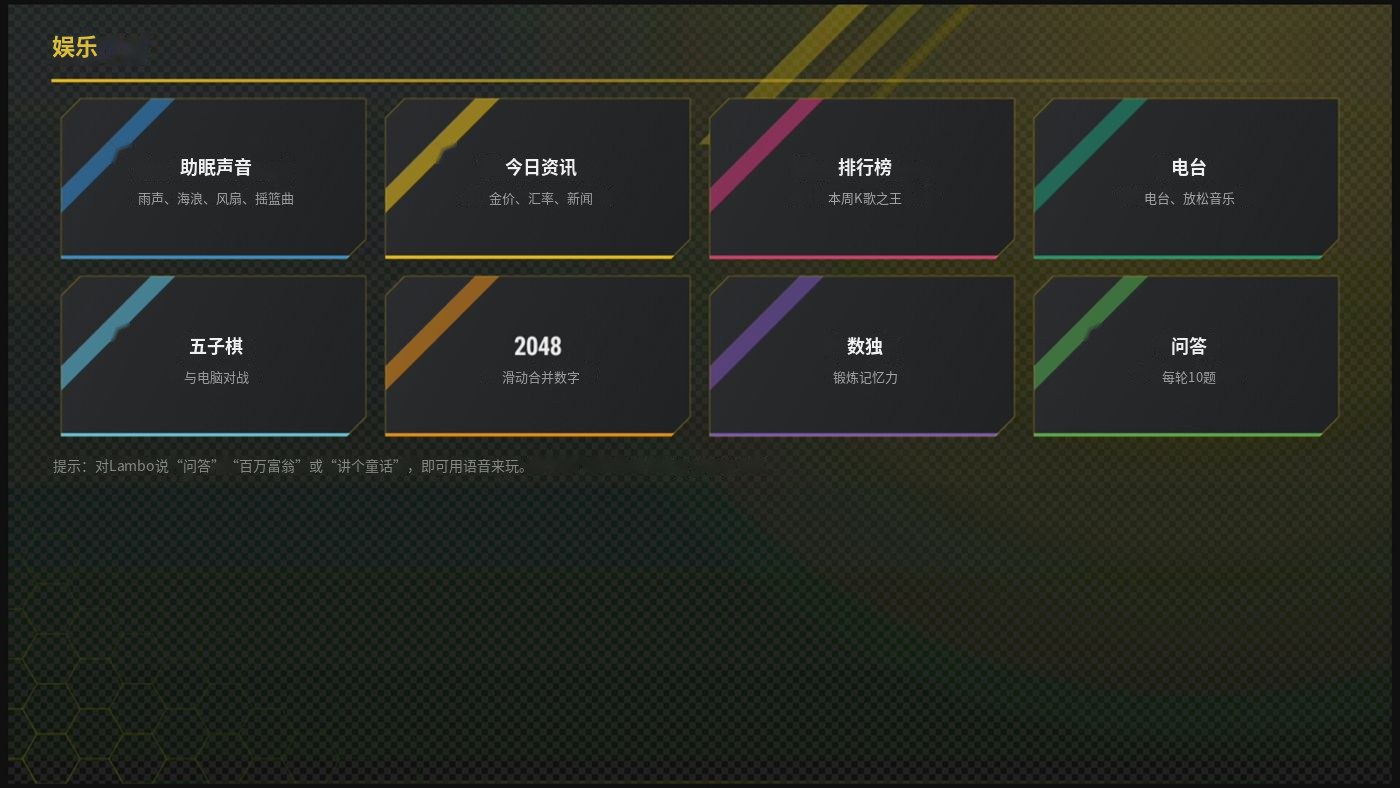 娱乐
助眠声音
雨声、海浪、风扇、摇篮曲
今日资讯
金价、汇率、新闻
排行榜
本周K歌之王
电台
电台、放松音乐
五子棋
与电脑对战
2048
滑动合并数字
数独
锻炼记忆力
问答
每轮10题
提示：对Lambo说“问答”“百万富翁”或“讲个童话”，即可用语音来玩。